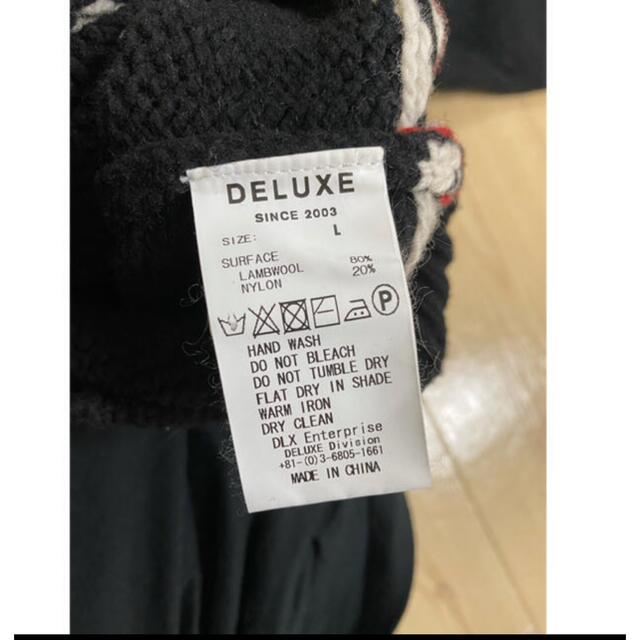 DELUXE
SINCE 2003
SIZE: L
SURFACE
LAMBWOOL 80%
NYLON 20%
P
HAND WASH
DO NOT BLEACH
DO NOT TUMBLE DRY
FLAT DRY IN SHADE
WARM IRON
DRY CLEAN
DLX Enterprise
DELUXE Division
+81-(0)3-6805-1661
MADE IN CHINA